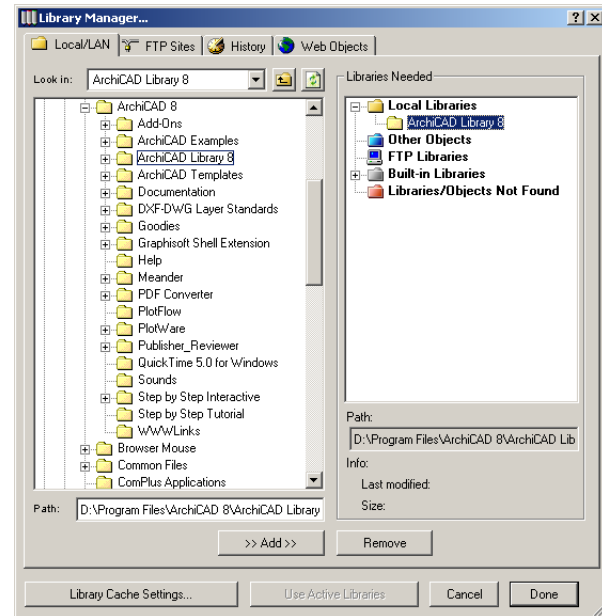 Library Manager...
Local/LAN
FTP Sites
History
Web Objects
Look in:
ArchiCAD Library 8
ArchiCAD 8
Add-Ons
ArchiCAD Examples
ArchiCAD Library 8
ArchiCAD Templates
Documentation
DXF-DWG Layer Standards
Goodies
Graphisoft Shell Extension
Help
Meander
PDF Converter
PlotFlow
PlotWare
Publisher_Reviewer
QuickTime 5.0 for Windows
Sounds
Step by Step Interactive
Step by Step Tutorial
WWWLinks
Browser Mouse
Common Files
ComPlus Applications
Path:
D:\Program Files\ArchiCAD 8\ArchiCAD Library
Libraries Needed
Local Libraries
ArchiCAD Library 8
Other Objects
FTP Libraries
Built-in Libraries
Libraries/Objects Not Found
Path:
D:\Program Files\ArchiCAD 8\ArchiCAD Lib
Info:
Last modified:
Size:
>> Add >>
Remove
Library Cache Settings...
Use Active Libraries
Cancel
Done